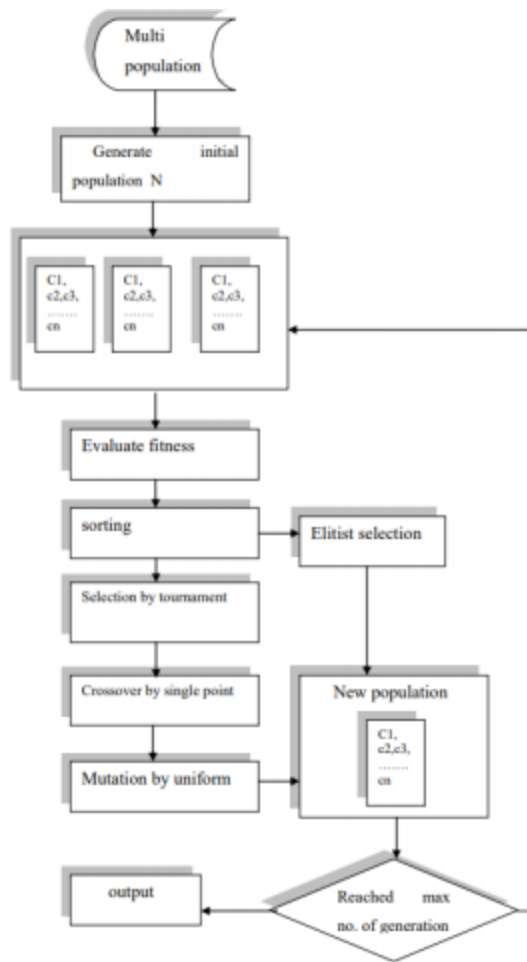 Multi
population
Generate initial
population N
C1,
c2,c3,
........
cn
C1,
c2,c3,
........
cn
C1,
c2,c3,
........
cn
Evaluate fitness
sorting
Elitist selection
Selection by tournament
Crossover by single point
New population
C1,
c2,c3,
........
cn
Mutation by uniform
output
Reached max
no. of generation